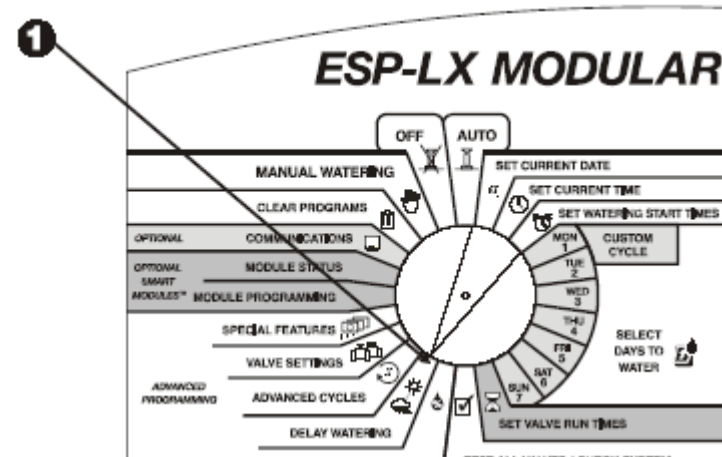 1
ESP-LX MODULAR
OFF
AUTO
MANUAL WATERING
CLEAR PROGRAMS
OPTIONAL
COMMUNICATIONS
OPTIONAL
SMART
MODULES™
MODULE STATUS
MODULE PROGRAMMING
SPECIAL FEATURES
VALVE SETTINGS
ADVANCED
PROGRAMMING
ADVANCED CYCLES
DELAY WATERING
SET CURRENT DATE
SET CURRENT TIME
SET WATERING START TIMES
MON
1
TUE
2
WED
3
THU
4
FRI
5
SAT
6
SUN
7
CUSTOM
CYCLE
SELECT
DAYS TO
WATER
SET VALVE RUN TIMES